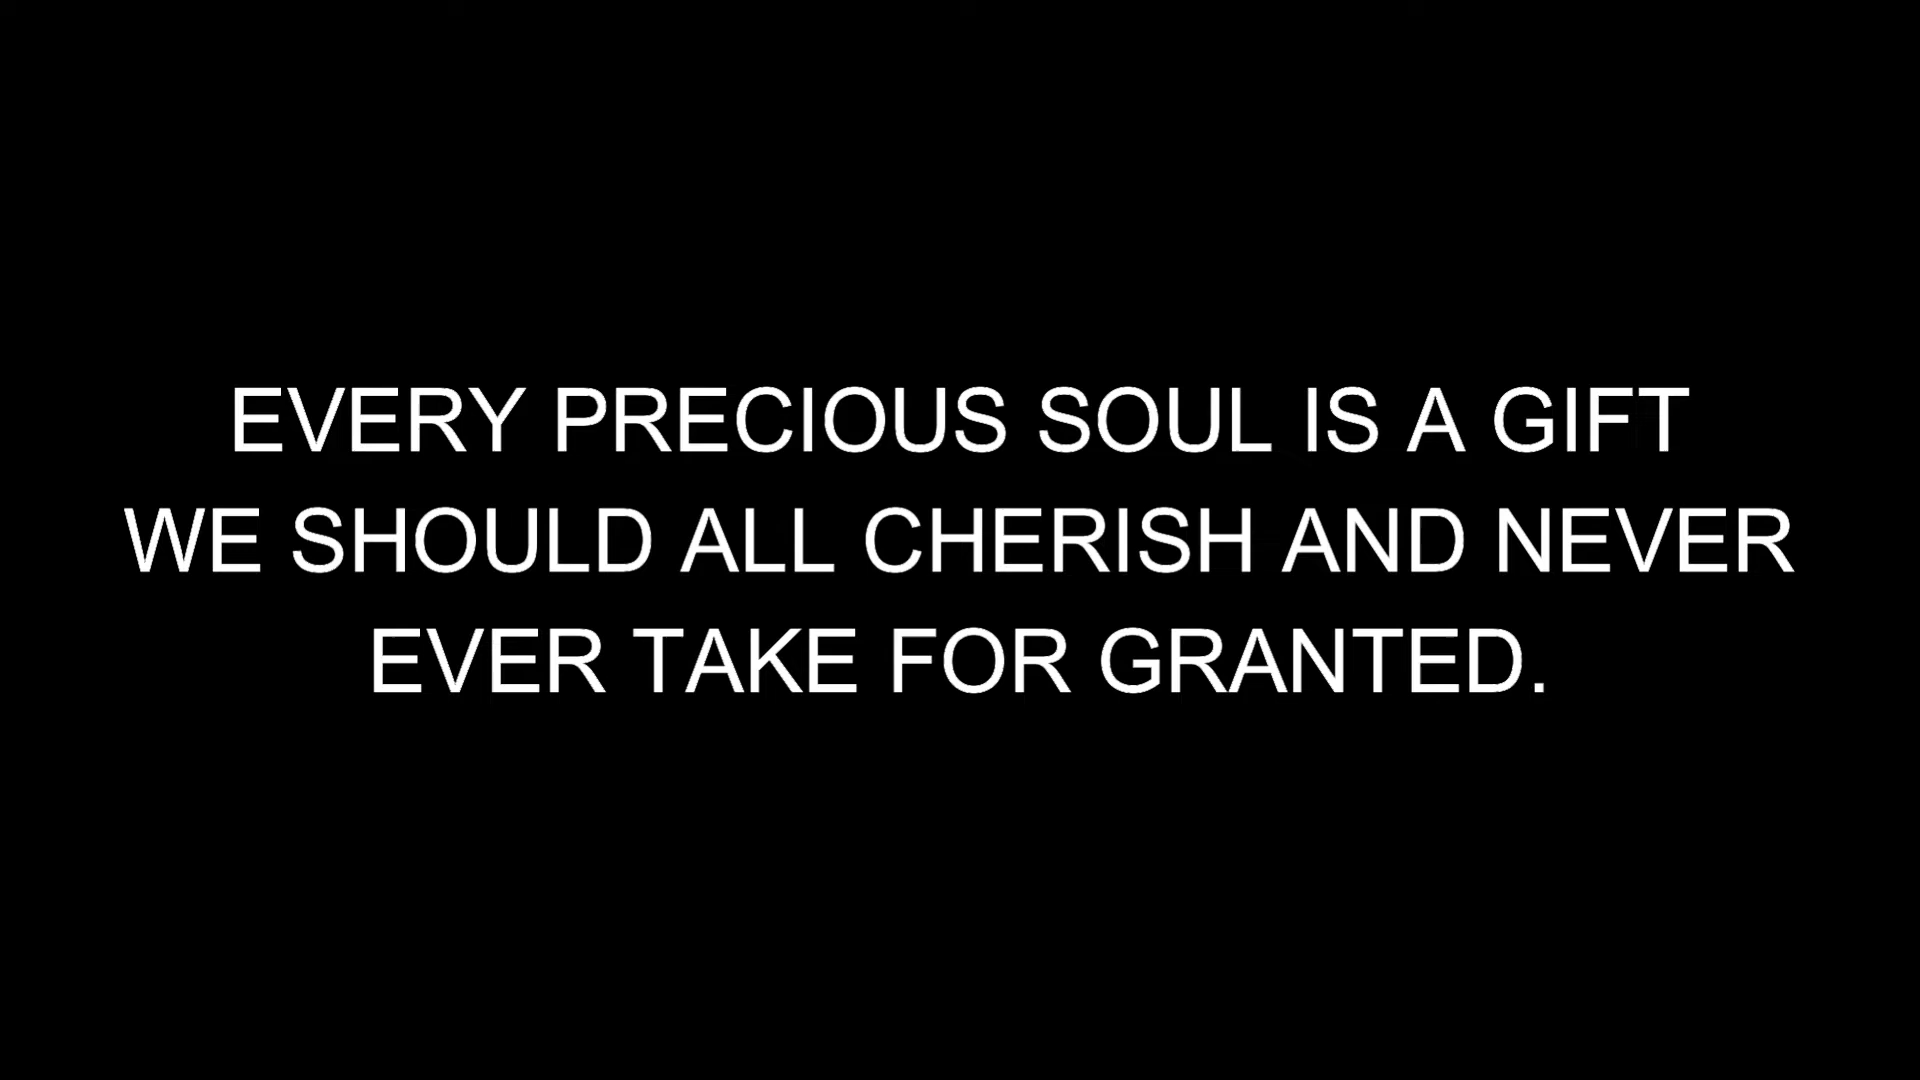 EVERY PRECIOUS SOUL IS A GIFT
WE SHOULD ALL CHERISH AND NEVER
EVER TAKE FOR GRANTED.